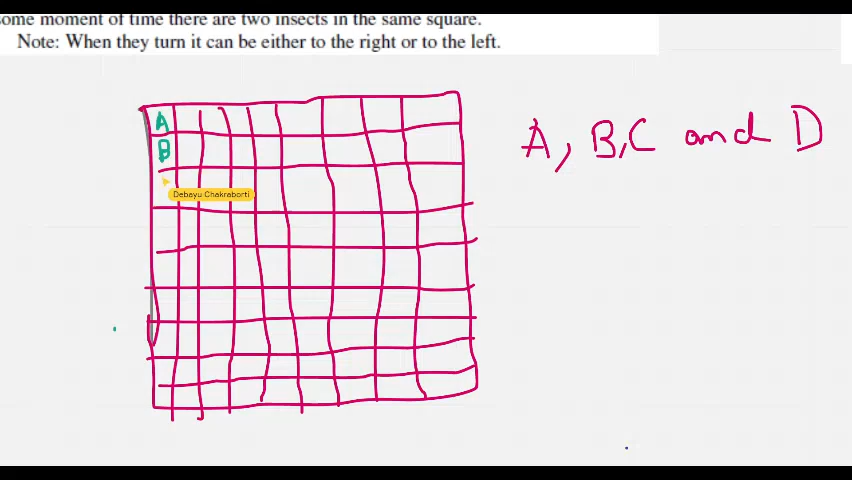 some moment of time there are two insects in the same square.
Note: When they turn it can be either to the right or to the left.
A, B, C and D
A
B
Debayu Chakraborti